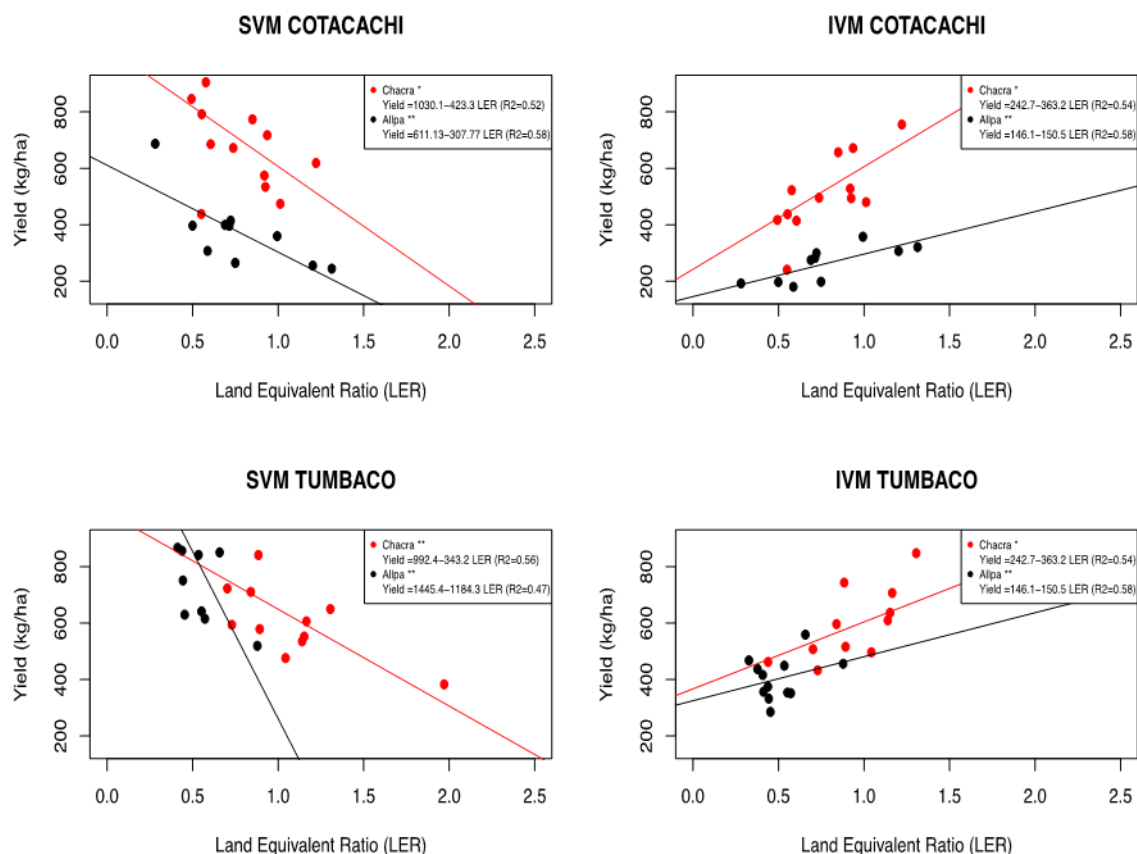 SVM COTACACHI
Yield (kg/ha)
800
600
400
200
Chacra *
Yield =1030.1−423.3 LER (R2=0.52)
Allpa **
Yield =611.13−307.77 LER (R2=0.58)
0.0 0.5 1.0 1.5 2.0 2.5
Land Equivalent Ratio (LER)
IVM COTACACHI
Yield (kg/ha)
800
600
400
200
Chacra *
Yield =242.7−363.2 LER (R2=0.54)
Allpa **
Yield =146.1−150.5 LER (R2=0.58)
0.0 0.5 1.0 1.5 2.0 2.5
Land Equivalent Ratio (LER)
SVM TUMBACO
Yield (kg/ha)
800
600
400
200
Chacra **
Yield =992.4−343.2 LER (R2=0.56)
Allpa **
Yield =1445.4−1184.3 LER (R2=0.47)
0.0 0.5 1.0 1.5 2.0 2.5
Land Equivalent Ratio (LER)
IVM TUMBACO
Yield (kg/ha)
800
600
400
200
Chacra *
Yield =242.7−363.2 LER (R2=0.54)
Allpa **
Yield =146.1−150.5 LER (R2=0.58)
0.0 0.5 1.0 1.5 2.0 2.5
Land Equivalent Ratio (LER)